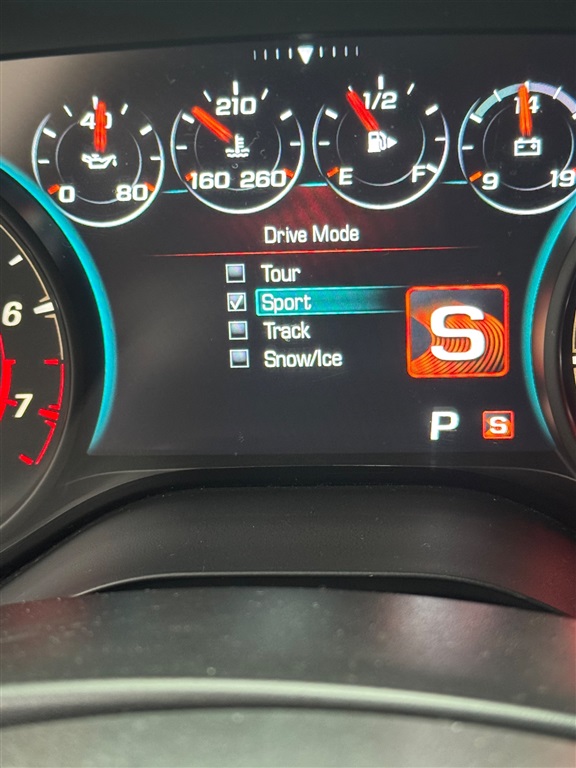 40
0 80
210
160 260
1/2
E F
14
9 19
Drive Mode
Tour
Sport
Track
Snow/Ice
S
P S
6
7